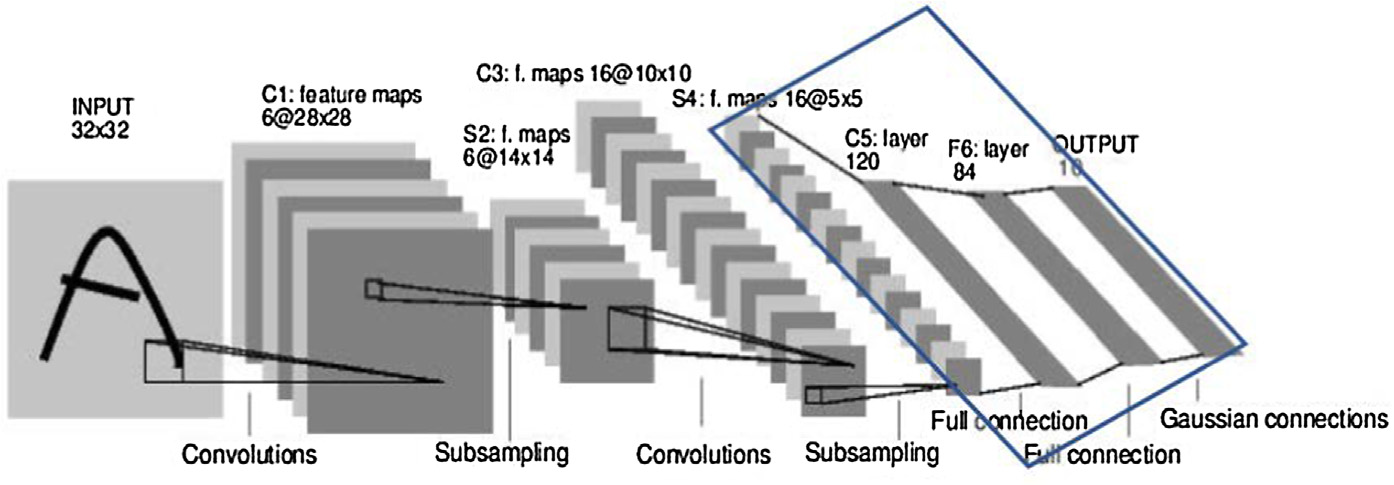 INPUT
32x32
C1: feature maps
6@28x28
S2: f. maps
6@14x14
C3: f. maps 16@10x10
S4: f. maps 16@5x5
C5: layer
120
F6: layer
84
OUTPUT
10
A
Convolutions
Subsampling
Convolutions
Subsampling
Full connection
Full connection
Gaussian connections